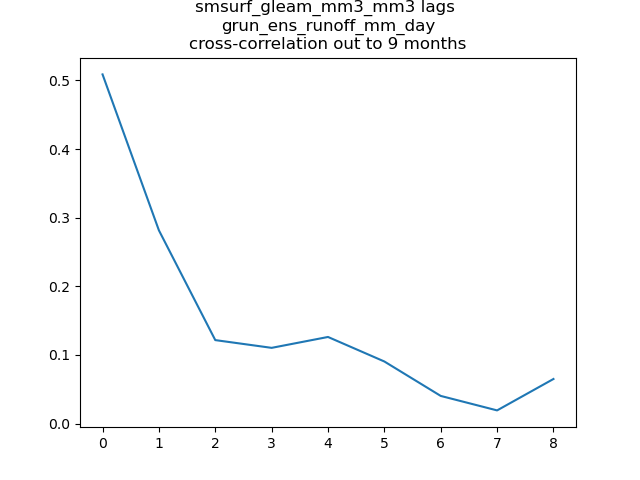 smsurf_gleam_mm3_mm3 lags
grun_ens_runoff_mm_day
cross-correlation out to 9 months
0.5
0.4
0.3
0.2
0.1
0.0
0 1 2 3 4 5 6 7 8